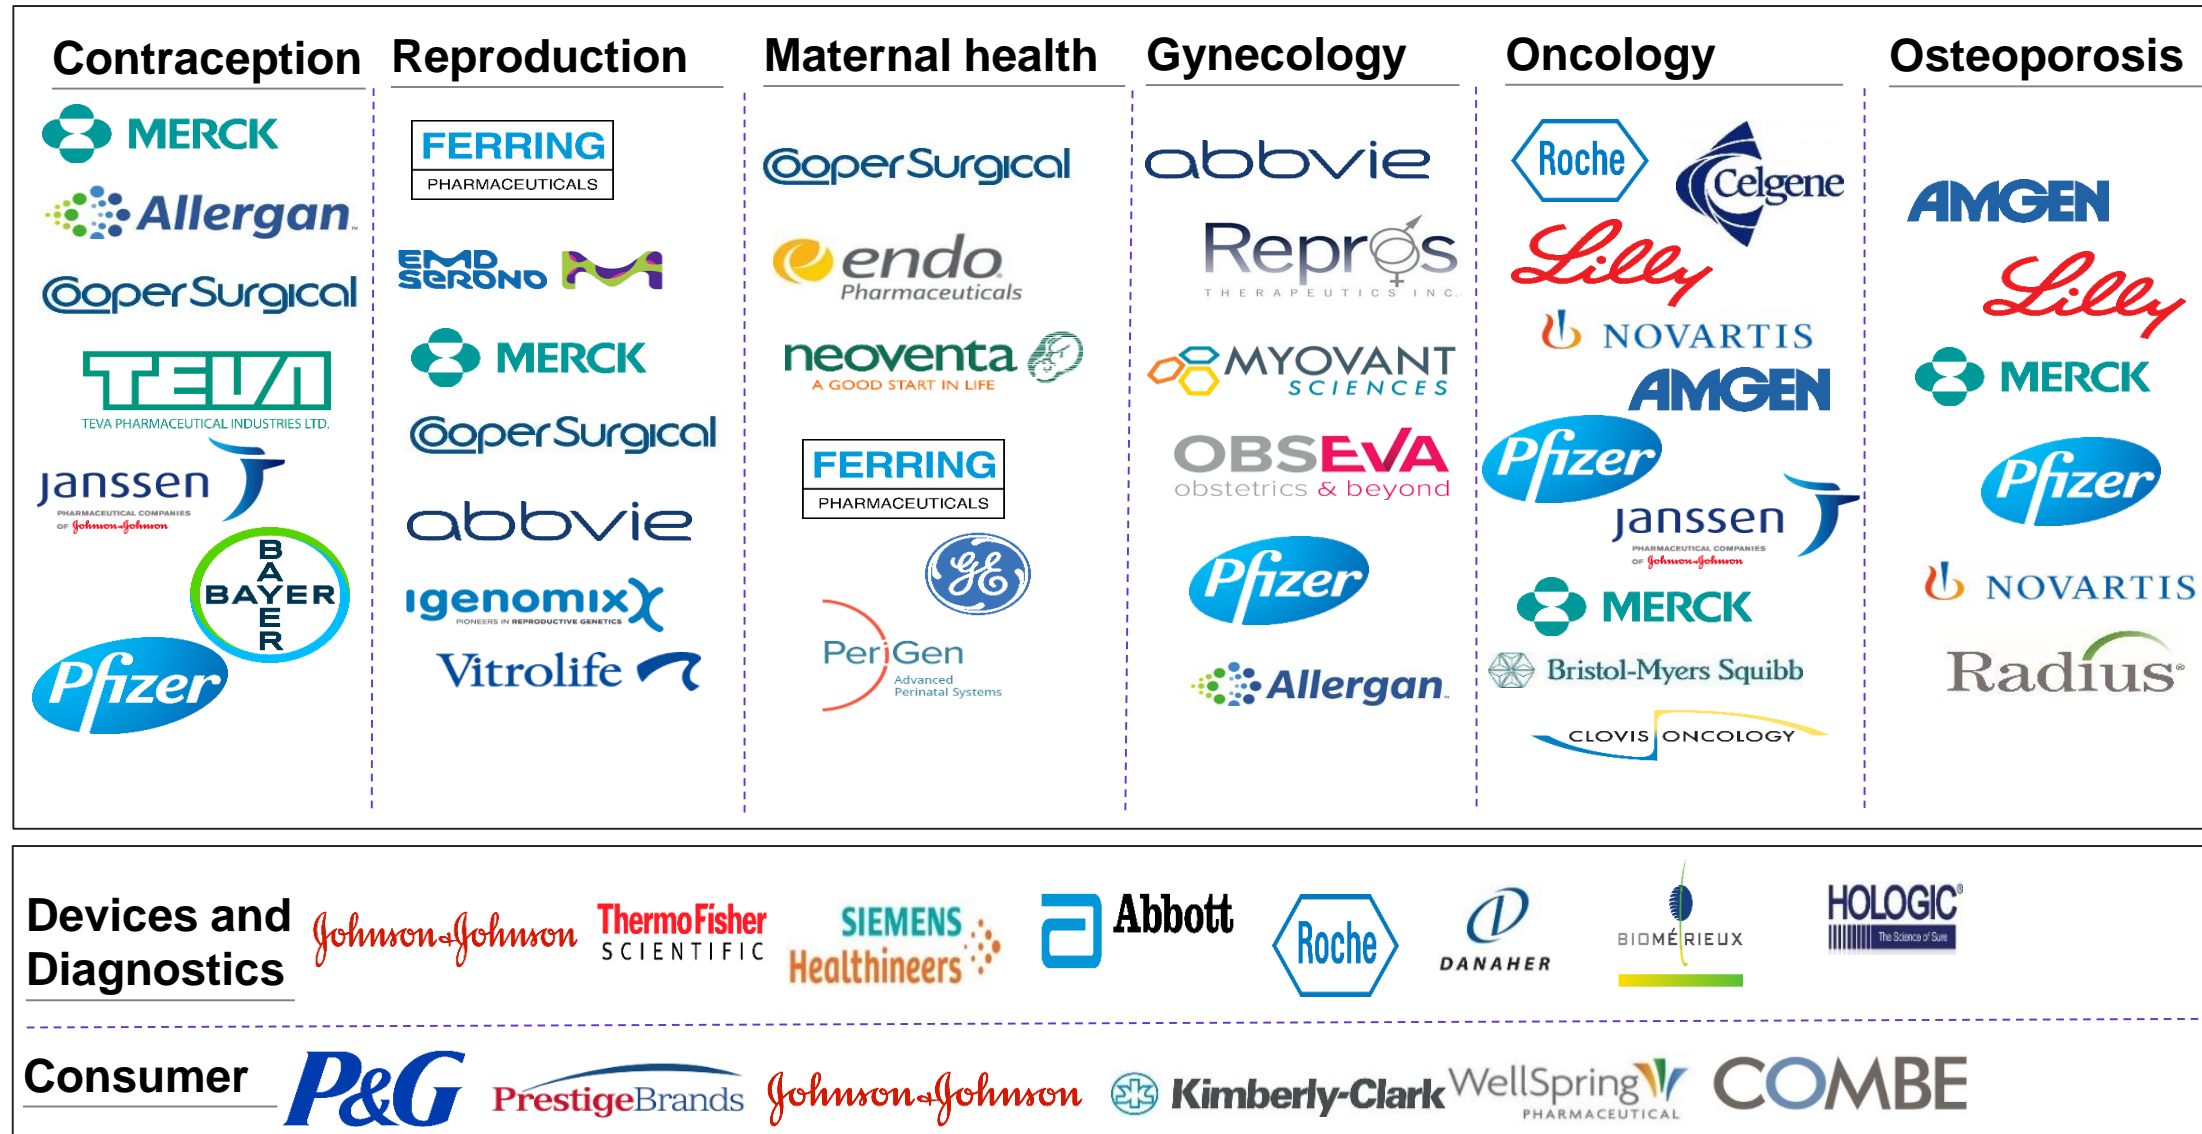 Contraception
MERCK
Allergan
CooperSurgical
TEVA
TEVA PHARMACEUTICAL INDUSTRIES LTD.
Janssen
PHARMACEUTICAL COMPANIES
OF Johnson & Johnson
BAYER
BAYER
Pfizer
Reproduction
FERRING
PHARMACEUTICALS
EMD
SERONO
M
MERCK
CooperSurgical
abbvie
Igenomix
PIONEERS IN REPRODUCTIVE GENETICS
Vitrolife
Maternal health
CooperSurgical
endo
Pharmaceuticals
neoventa
A GOOD START IN LIFE
FERRING
PHARMACEUTICALS
GE
PeriGen
Advanced
Perinatal Systems
Gynecology
abbvie
Repros
THERAPEUTICS INC.
MYOVANT
SCIENCES
OBSEVA
obstetrics & beyond
Pfizer
Allergan
Oncology
Roche
Celgene
Lilly
NOVARTIS
AMGEN
Pfizer
Janssen
PHARMACEUTICAL COMPANIES
OF Johnson & Johnson
MERCK
Bristol-Myers Squibb
CLOVIS ONCOLOGY
Osteoporosis
AMGEN
Lilly
MERCK
Pfizer
NOVARTIS
Radius®
Devices and
Diagnostics
Johnson & Johnson
ThermoFisher
SCIENTIFIC
SIEMENS
Healthineers
a Abbott
Roche
DANAHER
BIOMÉRIEUX
HOLOGIC®
The Science of Sure
Consumer
P&G
PrestigeBrands
Johnson & Johnson
Kimberly-Clark
WellSpring
PHARMACEUTICAL
COMBE